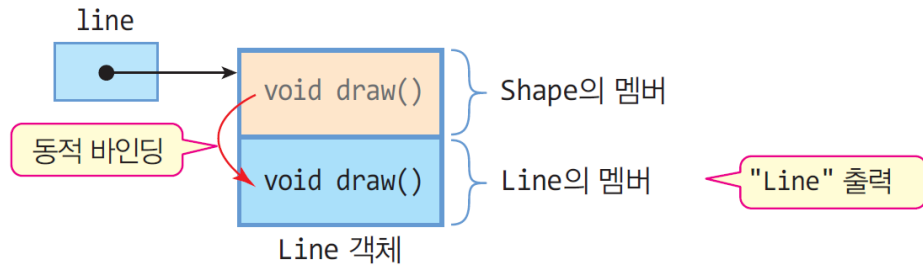 line
void draw()
Shape의 멤버
동적 바인딩
void draw()
Line의 멤버
"Line" 출력
Line 객체